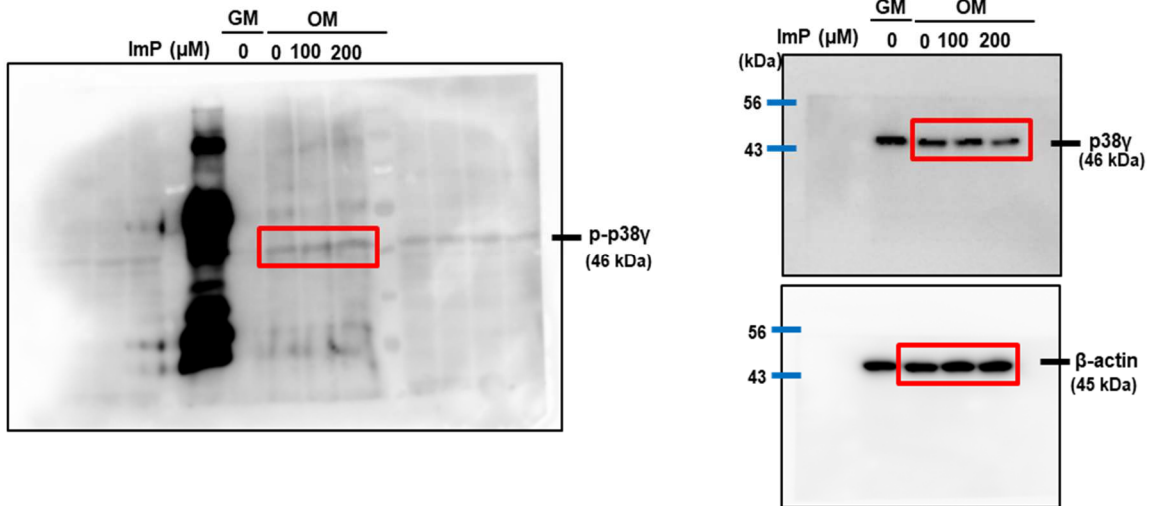 GM OM
ImP (μM) 0 0 100 200
p-p38γ
(46 kDa)
GM OM
ImP (μM) 0 0 100 200
(kDa)
56
43
p38γ
(46 kDa)
56
43
β-actin
(45 kDa)